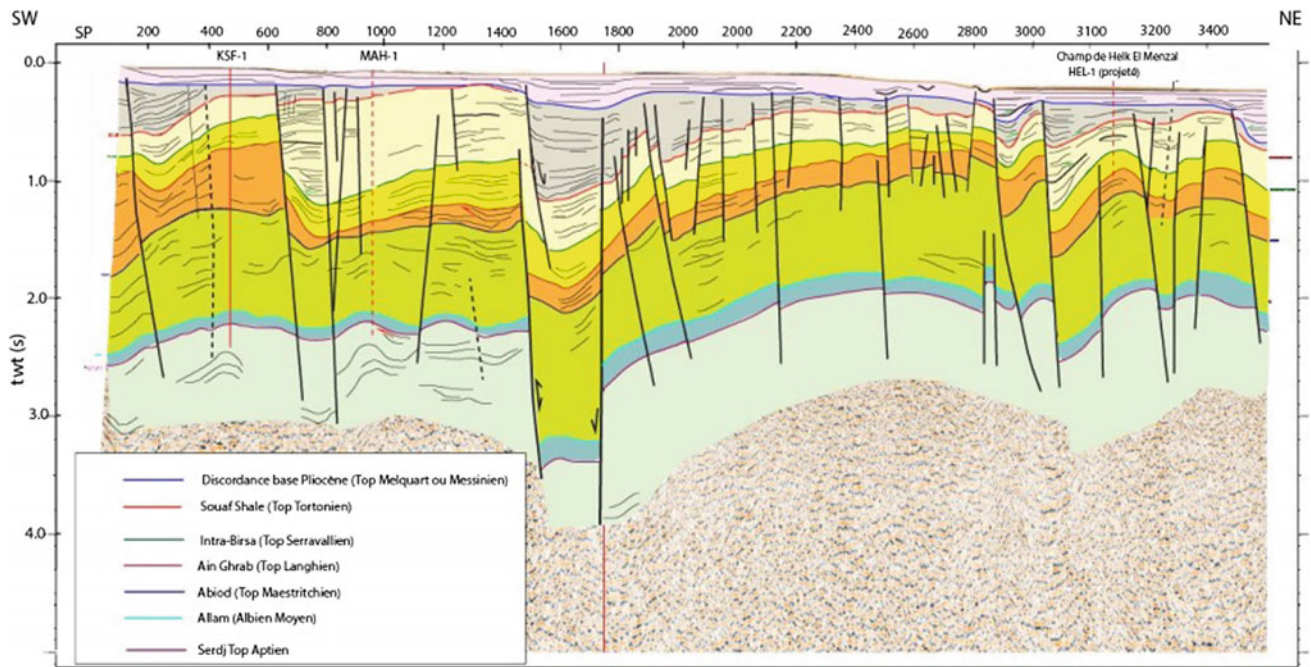 SW
NE
SP 200 400 600 800 1000 1200 1400 1600 1800 2000 2200 2400 2600 2800 3000 3200 3400
KSF-1
MAH-1
Champ de Helk El Menzal
HEL-1 (projeté)
0.0
1.0
2.0
3.0
4.0
twt (s)
Discordance base Pliocène (Top Melquart ou Messinien)
Souaf Shale (Top Tortonien)
Intra-Birsa (Top Serravallien)
Ain Ghrab (Top Langhien)
Abiod (Top Maestritchien)
Allam (Albien Moyen)
Serdj Top Aptien